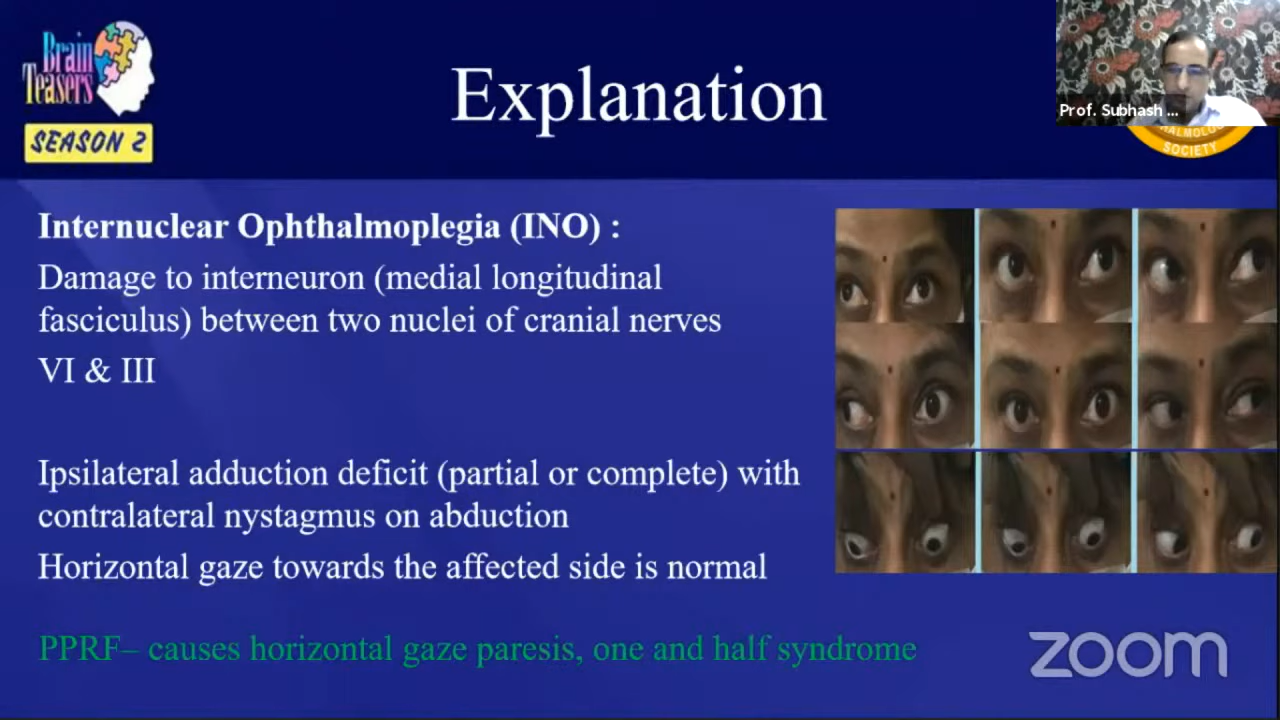 Brain
Teasers
SEASON 2
Explanation
Prof. Subhash ...
SOCIETY
Internuclear Ophthalmoplegia (INO) :
Damage to interneuron (medial longitudinal
fasciculus) between two nuclei of cranial nerves
VI & III
Ipsilateral adduction deficit (partial or complete) with
contralateral nystagmus on abduction
Horizontal gaze towards the affected side is normal
PPRF– causes horizontal gaze paresis, one and half syndrome
zoom